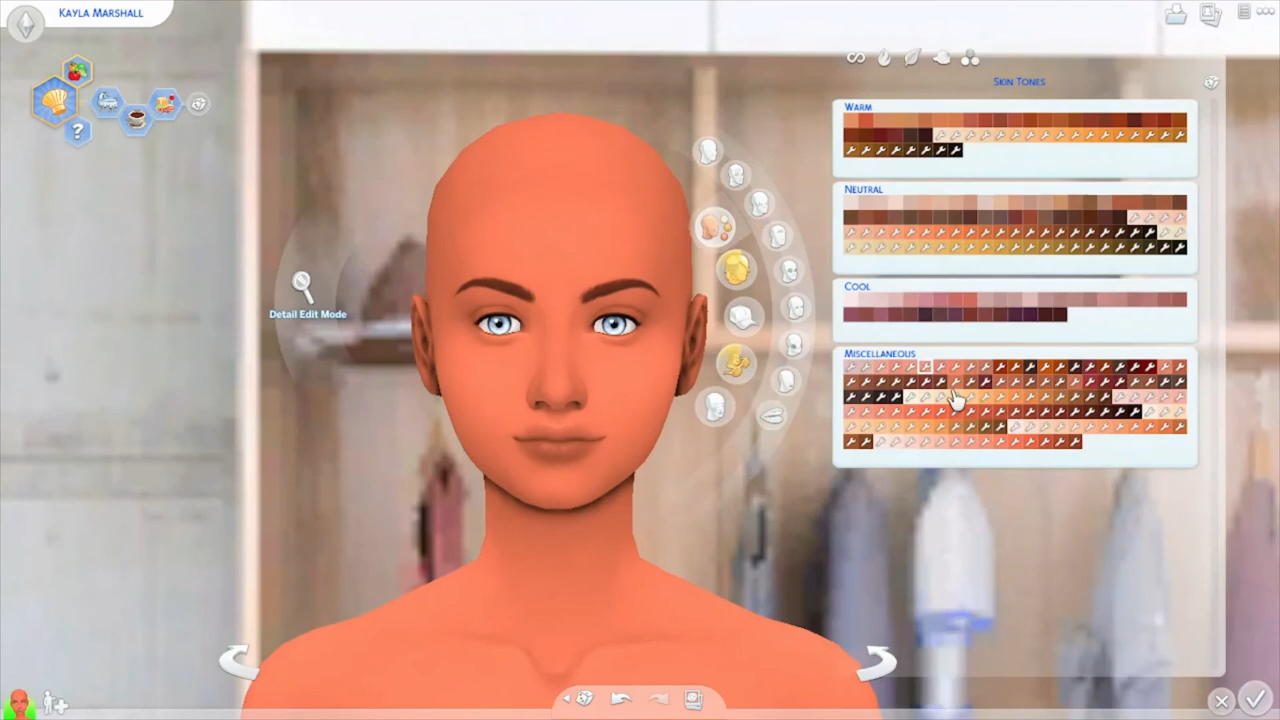 Kayla Marshall
Skin Tones
Warm
Neutral
Cool
Miscellaneous
Detail Edit Mode
?